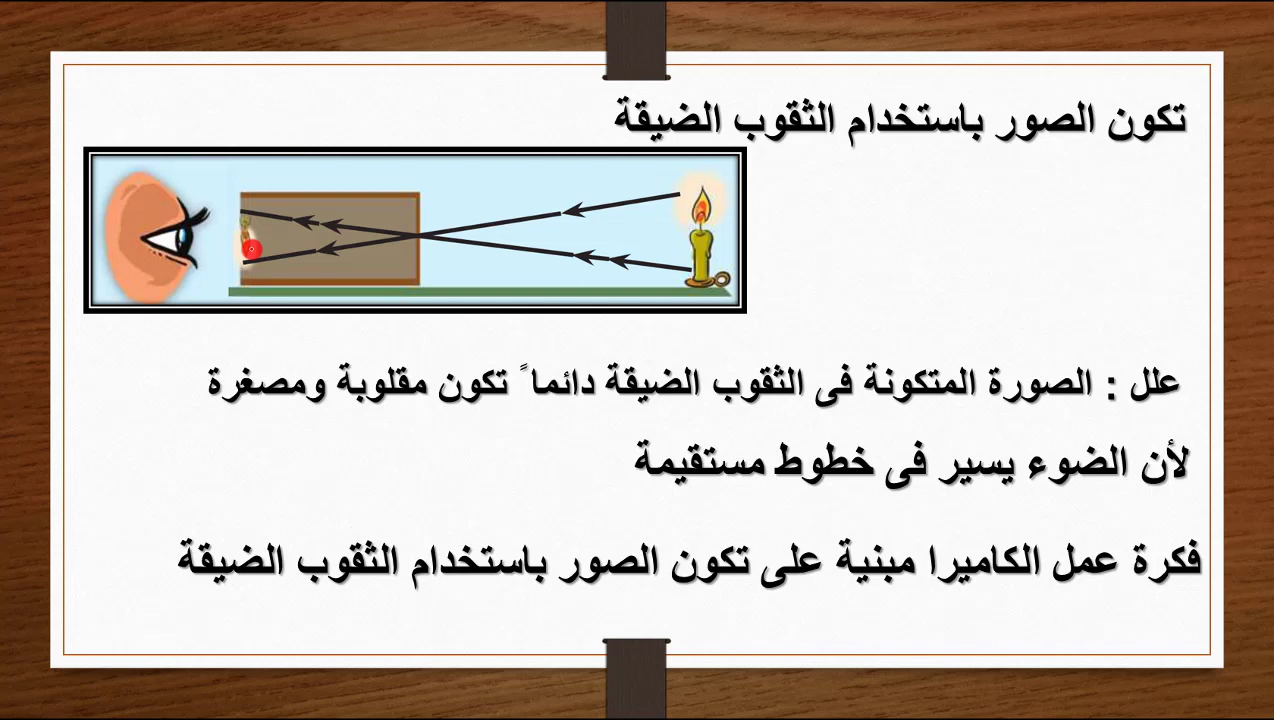 تكون الصور باستخدام الثقوب الضيقة
علل : الصورة المتكونة فى الثقوب الضيقة دائما ً تكون مقلوبة ومصغرة
لأن الضوء يسير فى خطوط مستقيمة
فكرة عمل الكاميرا مبنية على تكون الصور باستخدام الثقوب الضيقة